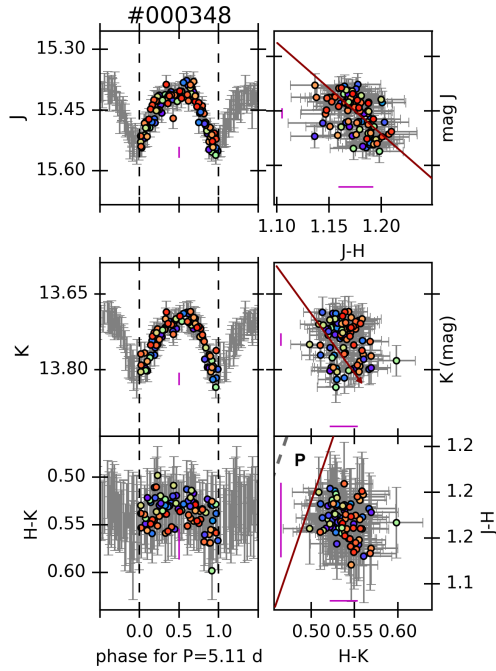 #000348
15.30
15.45
15.60
J
mag J
1.10 1.15 1.20
J-H
13.65
13.80
K
K (mag)
0.50
0.55
0.60
H-K
P
1.2
1.2
1.2
1.1
J-H
0.0 0.5 1.0
0.50 0.55 0.60
phase for P=5.11 d
H-K